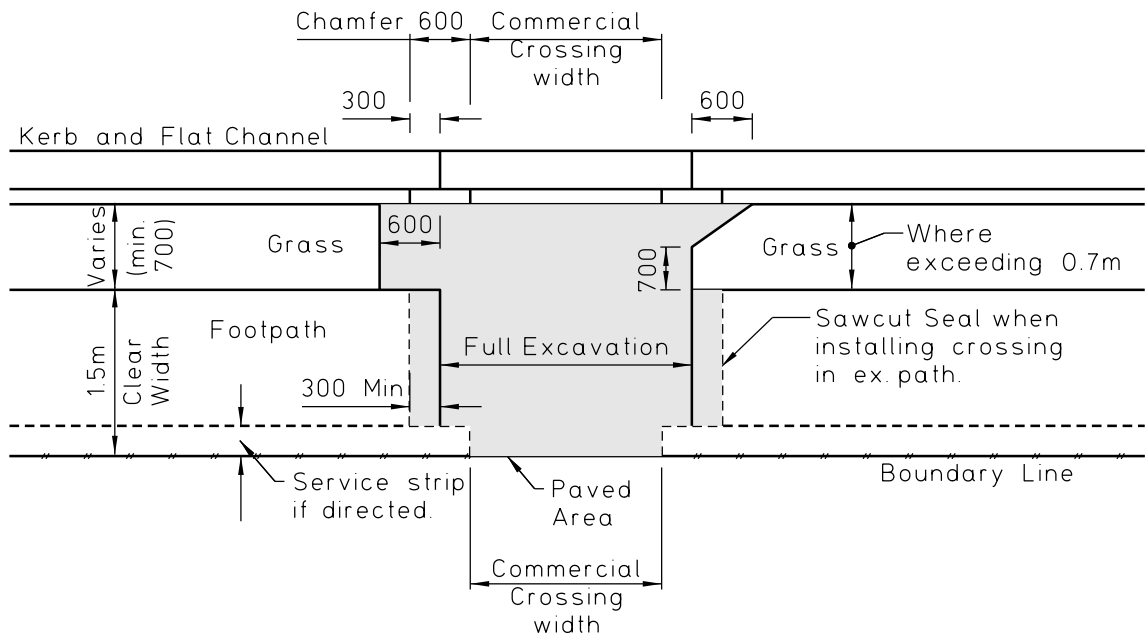 Chamfer 600 Commercial
Crossing
width
300
600
Kerb and Flat Channel
Varies
(min.
700)
Grass
600
700
Grass
Where
exceeding 0.7m
1.5m
Clear
Width
Footpath
Full Excavation
Sawcut Seal when
installing crossing
in ex. path.
300 Min
Service strip
if directed.
Paved
Area
Boundary Line
Commercial
Crossing
width